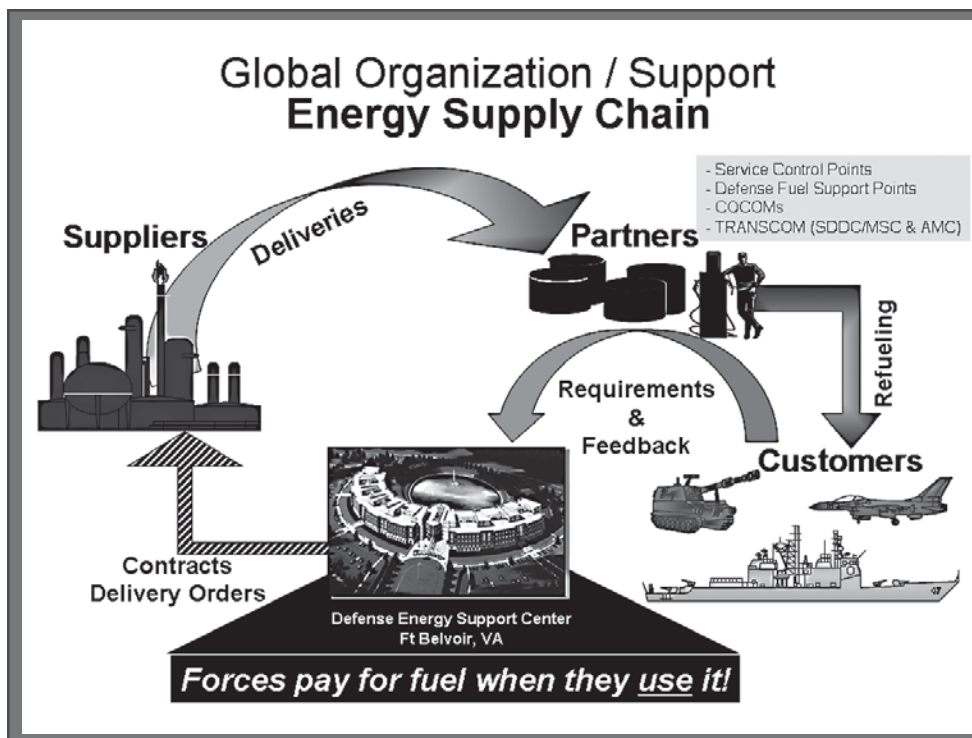 Global Organization / Support
Energy Supply Chain
- Service Control Points
- Defense Fuel Support Points
- COCOMs
- TRANSCOM (SDDC/MSC & AMC)
Suppliers
Deliveries
Partners
Refueling
Requirements
&
Feedback
Customers
Contracts
Delivery Orders
Defense Energy Support Center
Ft Belvoir, VA
Forces pay for fuel when they use it!